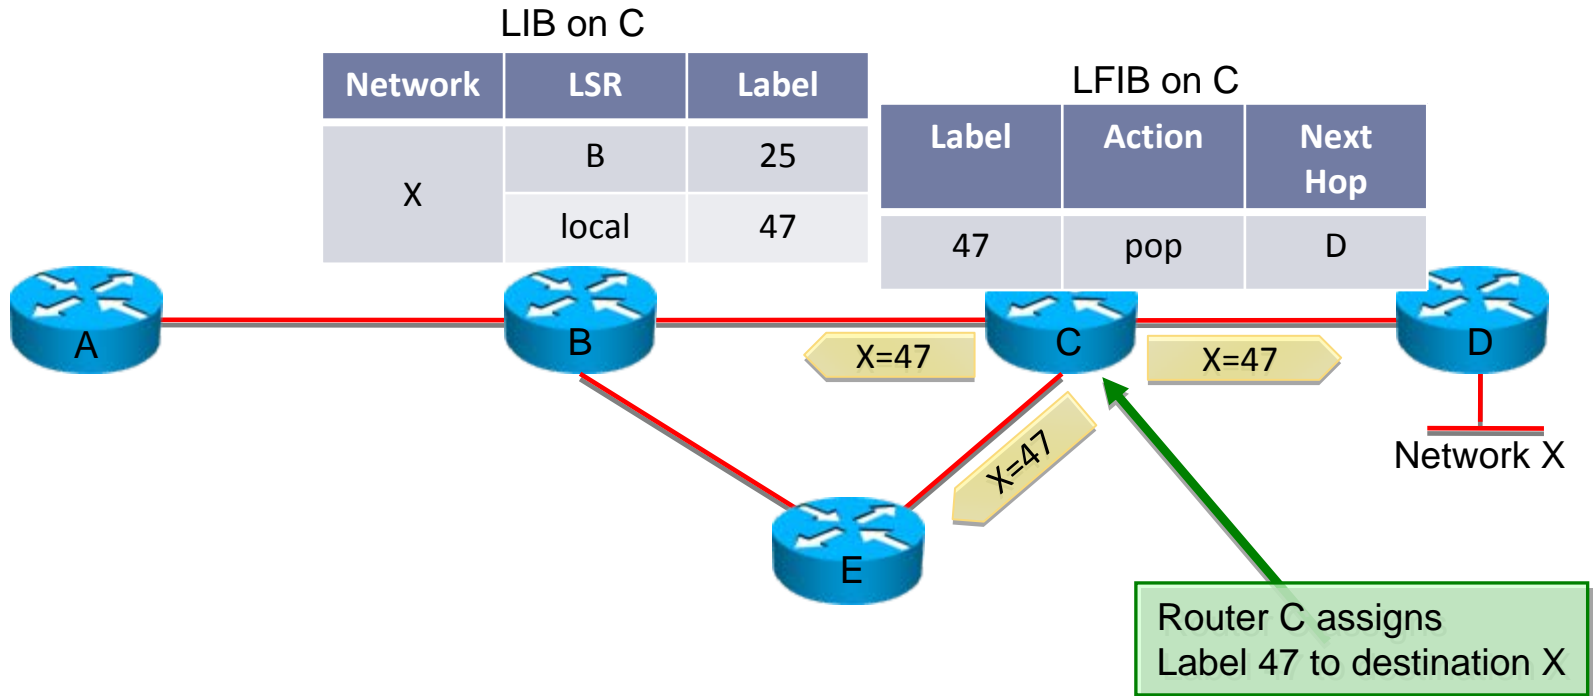 LIB on C
Network LSR Label
X B 25
local 47
LFIB on C
Label Action Next
Hop
47 pop D
A B C D
X=47 X=47
X=47
Network X
E
Router C assigns
Label 47 to destination X